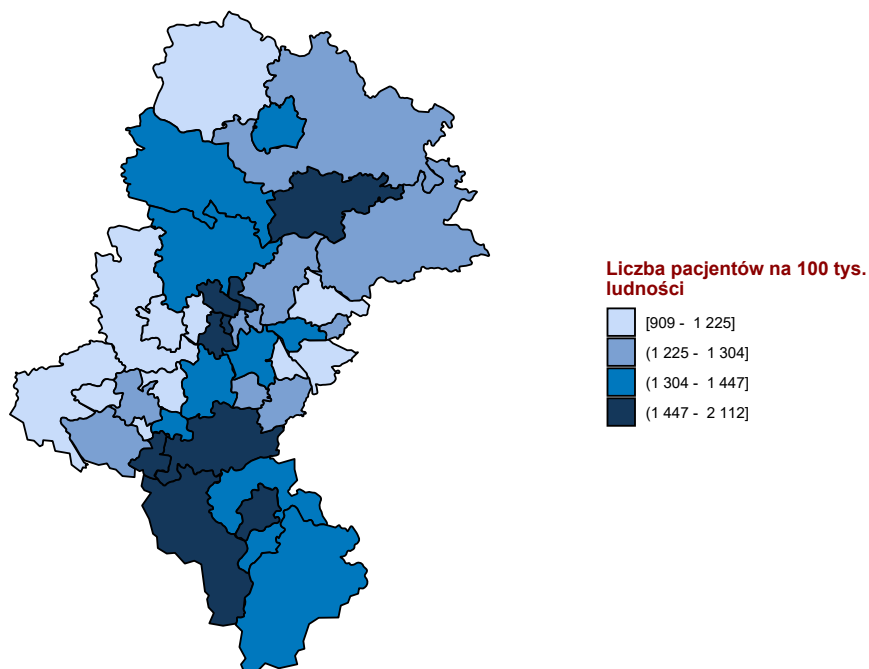 Liczba pacjentów na 100 tys.
ludności
[909 - 1 225]
(1 225 - 1 304]
(1 304 - 1 447]
(1 447 - 2 112]